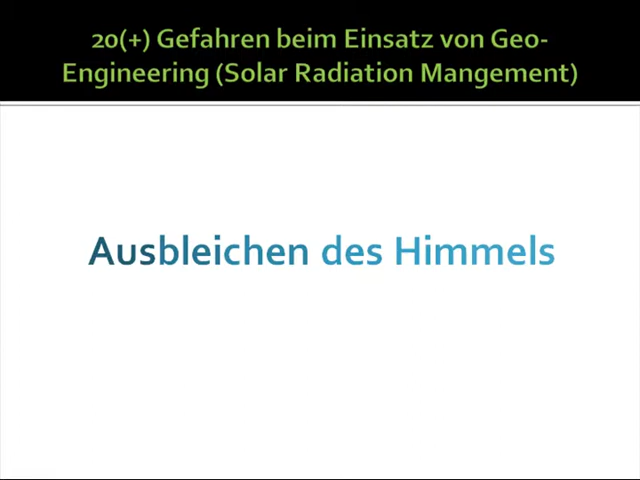 20(+) Gefahren beim Einsatz von Geo-
Engineering (Solar Radiation Mangement)
Ausbleichen des Himmels